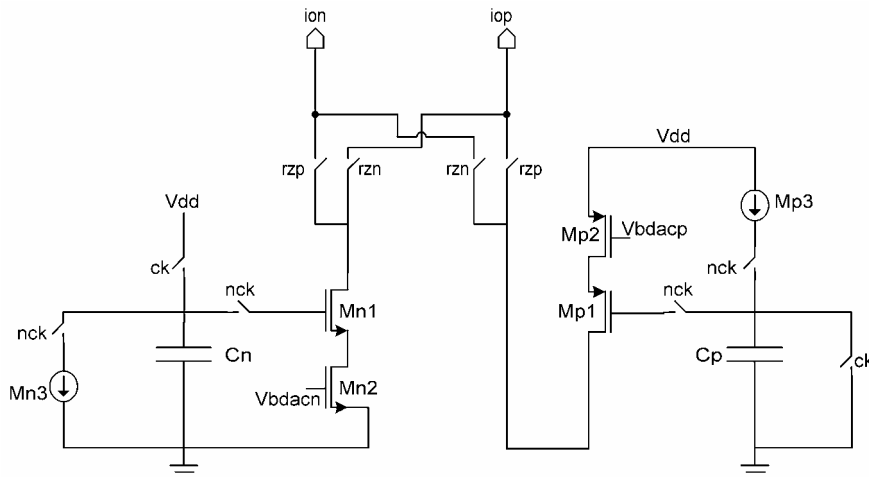 ion
iop
Vdd
rzp
rzn
rzn
rzp
Mp3
Vdd
Mp2
Vbdacp
ck
nck
nck
nck
Mn1
Mp1
nck
Cn
Cp
ck
Mn3
Mn2
Vbdacn